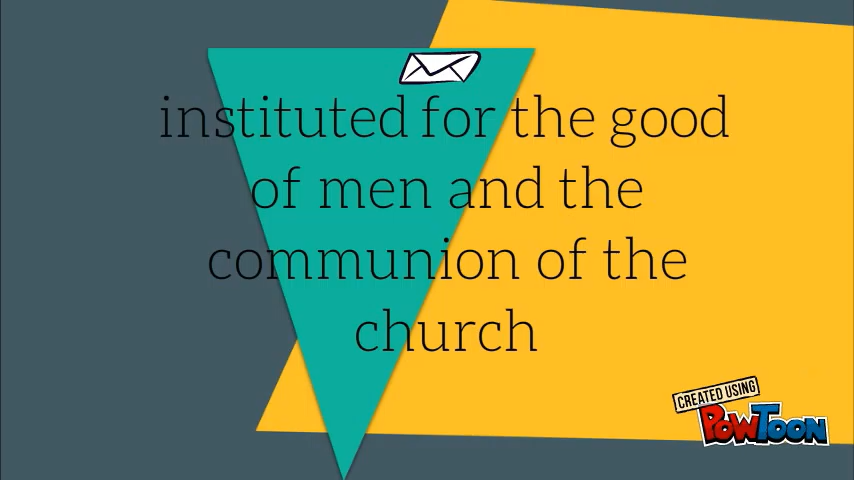 instituted for the good
of men and the
communion of the
church
CREATED USING
POWTOON